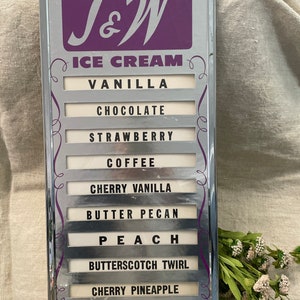 J&W
ICE CREAM
VANILLA
CHOCOLATE
STRAWBERRY
COFFEE
CHERRY VANILLA
BUTTER PECAN
PEACH
BUTTERSCOTCH TWIRL
CHERRY PINEAPPLE